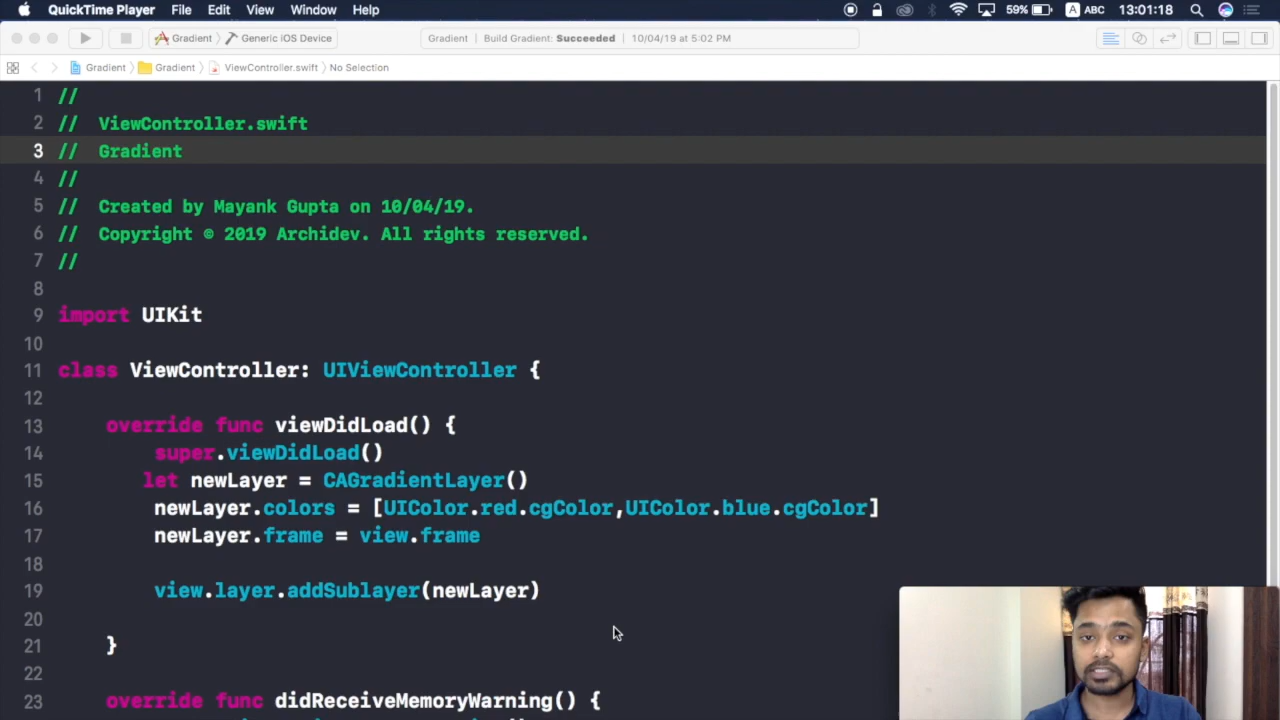 QuickTime Player File Edit View Window Help 59% A ABC 13:01:18
Gradient Generic iOS Device Gradient Build Gradient: Succeeded 10/04/19 at 5:02 PM
Gradient Gradient ViewController.swift No Selection
1 //
2 // ViewController.swift
3 // Gradient
4 //
5 // Created by Mayank Gupta on 10/04/19.
6 // Copyright © 2019 Archidev. All rights reserved.
7 //
8
9 import UIKit
10
11 class ViewController: UIViewController {
12
13 override func viewDidLoad() {
14 super.viewDidLoad()
15 let newLayer = CAGradientLayer()
16 newLayer.colors = [UIColor.red.cgColor,UIColor.blue.cgColor]
17 newLayer.frame = view.frame
18
19 view.layer.addSublayer(newLayer)
20
21 }
22
23 override func didReceiveMemoryWarning() {